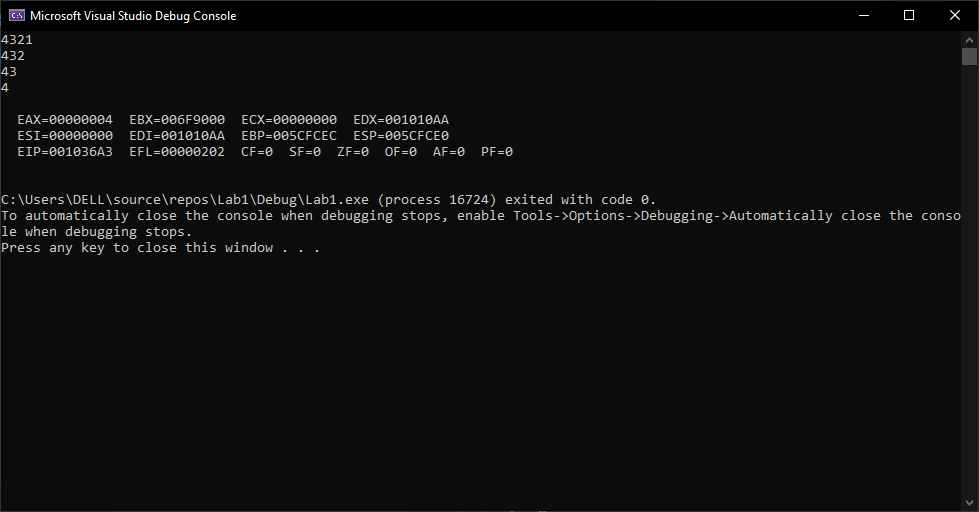 Microsoft Visual Studio Debug Console
4321
432
43
4
EAX=00000004 EBX=006F9000 ECX=00000000 EDX=001010AA
ESI=00000000 EDI=001010AA EBP=005CFCEC ESP=005CFCE0
EIP=001036A3 EFL=00000202 CF=0 SF=0 ZF=0 OF=0 AF=0 PF=0
C:\Users\DELL\source\repos\Lab1\Debug\Lab1.exe (process 16724) exited with code 0.
To automatically close the console when debugging stops, enable Tools->Options->Debugging->Automatically close the conso
le when debugging stops.
Press any key to close this window . . .